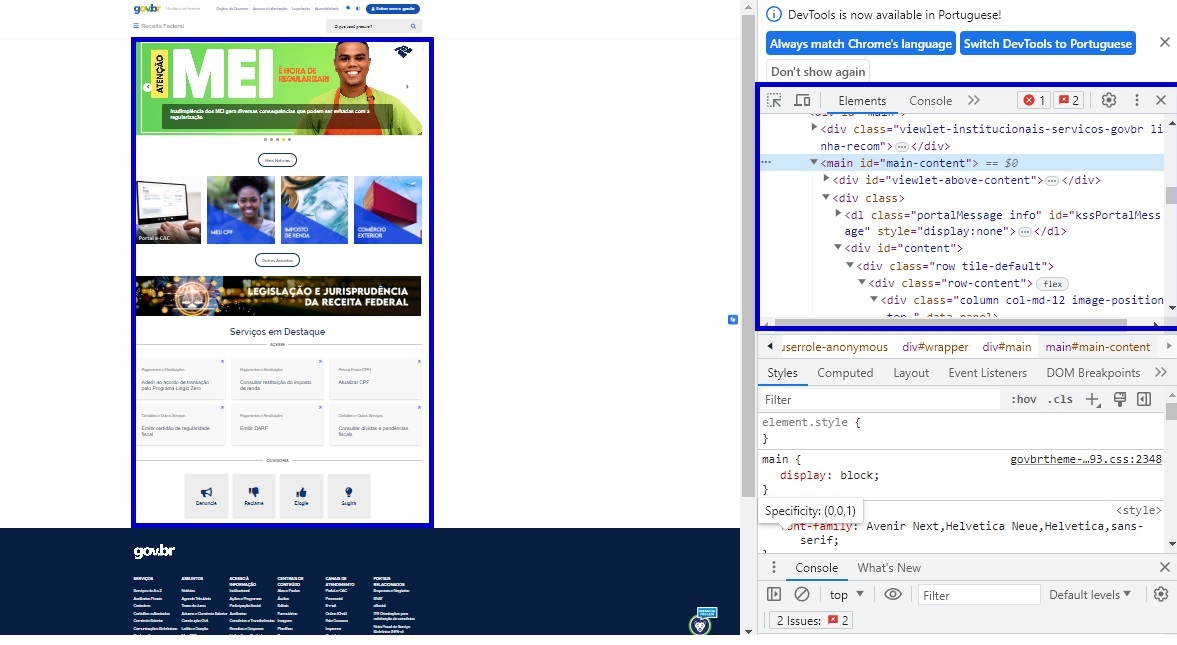 gov.br
Ministério da Fazenda
Órgãos do Governo Acesso à Informação Legislação Acessibilidade
Entrar com o gov.br
Receita Federal
O que você procura?
ATENÇÃO
MEI
É HORA DE
REGULARIZAR!
Inadimplência dos MEI gera diversas consequências que podem ser evitadas com a
regularização
Mais Notícias
Portal e-CAC
MEU CPF
IMPOSTO
DE RENDA
COMÉRCIO
EXTERIOR
Outros Assuntos
LEGISLAÇÃO E JURISPRUDÊNCIA
DA RECEITA FEDERAL
Serviços em Destaque
ACESSE
Pagamentos e Restituições
Aderir ao acordo de transação
pelo Programa Litígio Zero
Pagamentos e Restituições
Consultar restituição do imposto
de renda
Pessoa Física (CPF)
Atualizar CPF
Certidões e Outros Serviços
Emitir certidão de regularidade
fiscal
Pagamentos e Restituições
Emitir DARF
Certidões e Outros Serviços
Consultar dívidas e pendências
fiscais
OUVIDORIA
Denuncie
Reclame
Elogie
Sugira
gov.br
SERVIÇOS
ASSUNTOS
ACESSO À
INFORMAÇÃO
CENTRAIS DE
CONTEÚDO
CANAIS DE
ATENDIMENTO
PORTAIS
RELACIONADOS
DevTools is now available in Portuguese!
Always match Chrome's language
Switch DevTools to Portuguese
Don't show again
Elements Console 1 2
<div id="main">
<div class="viewlet-institucionais-servicos-govbr li
nha-recom"> … </div>
<main id="main-content"> == $0
<div id="viewlet-above-content"> … </div>
<div class>
<dl class="portalMessage info" id="kssPortalMess
age" style="display:none"> … </dl>
<div id="content">
<div class="row tile-default">
<div class="row-content"> flex
<div class="column col-md-12 image-position
top " data-panel>
userrole-anonymous div#wrapper div#main main#main-content
Styles Computed Layout Event Listeners DOM Breakpoints
Filter :hov .cls
element.style {
}
main { govbrtheme-…93.css:2348
display: block;
}
Specificity: (0,0,1)
<style>
font-family: Avenir Next,Helvetica Neue,Helvetica,sans-
serif;
Console What's New
top Filter Default levels
2 Issues: 2